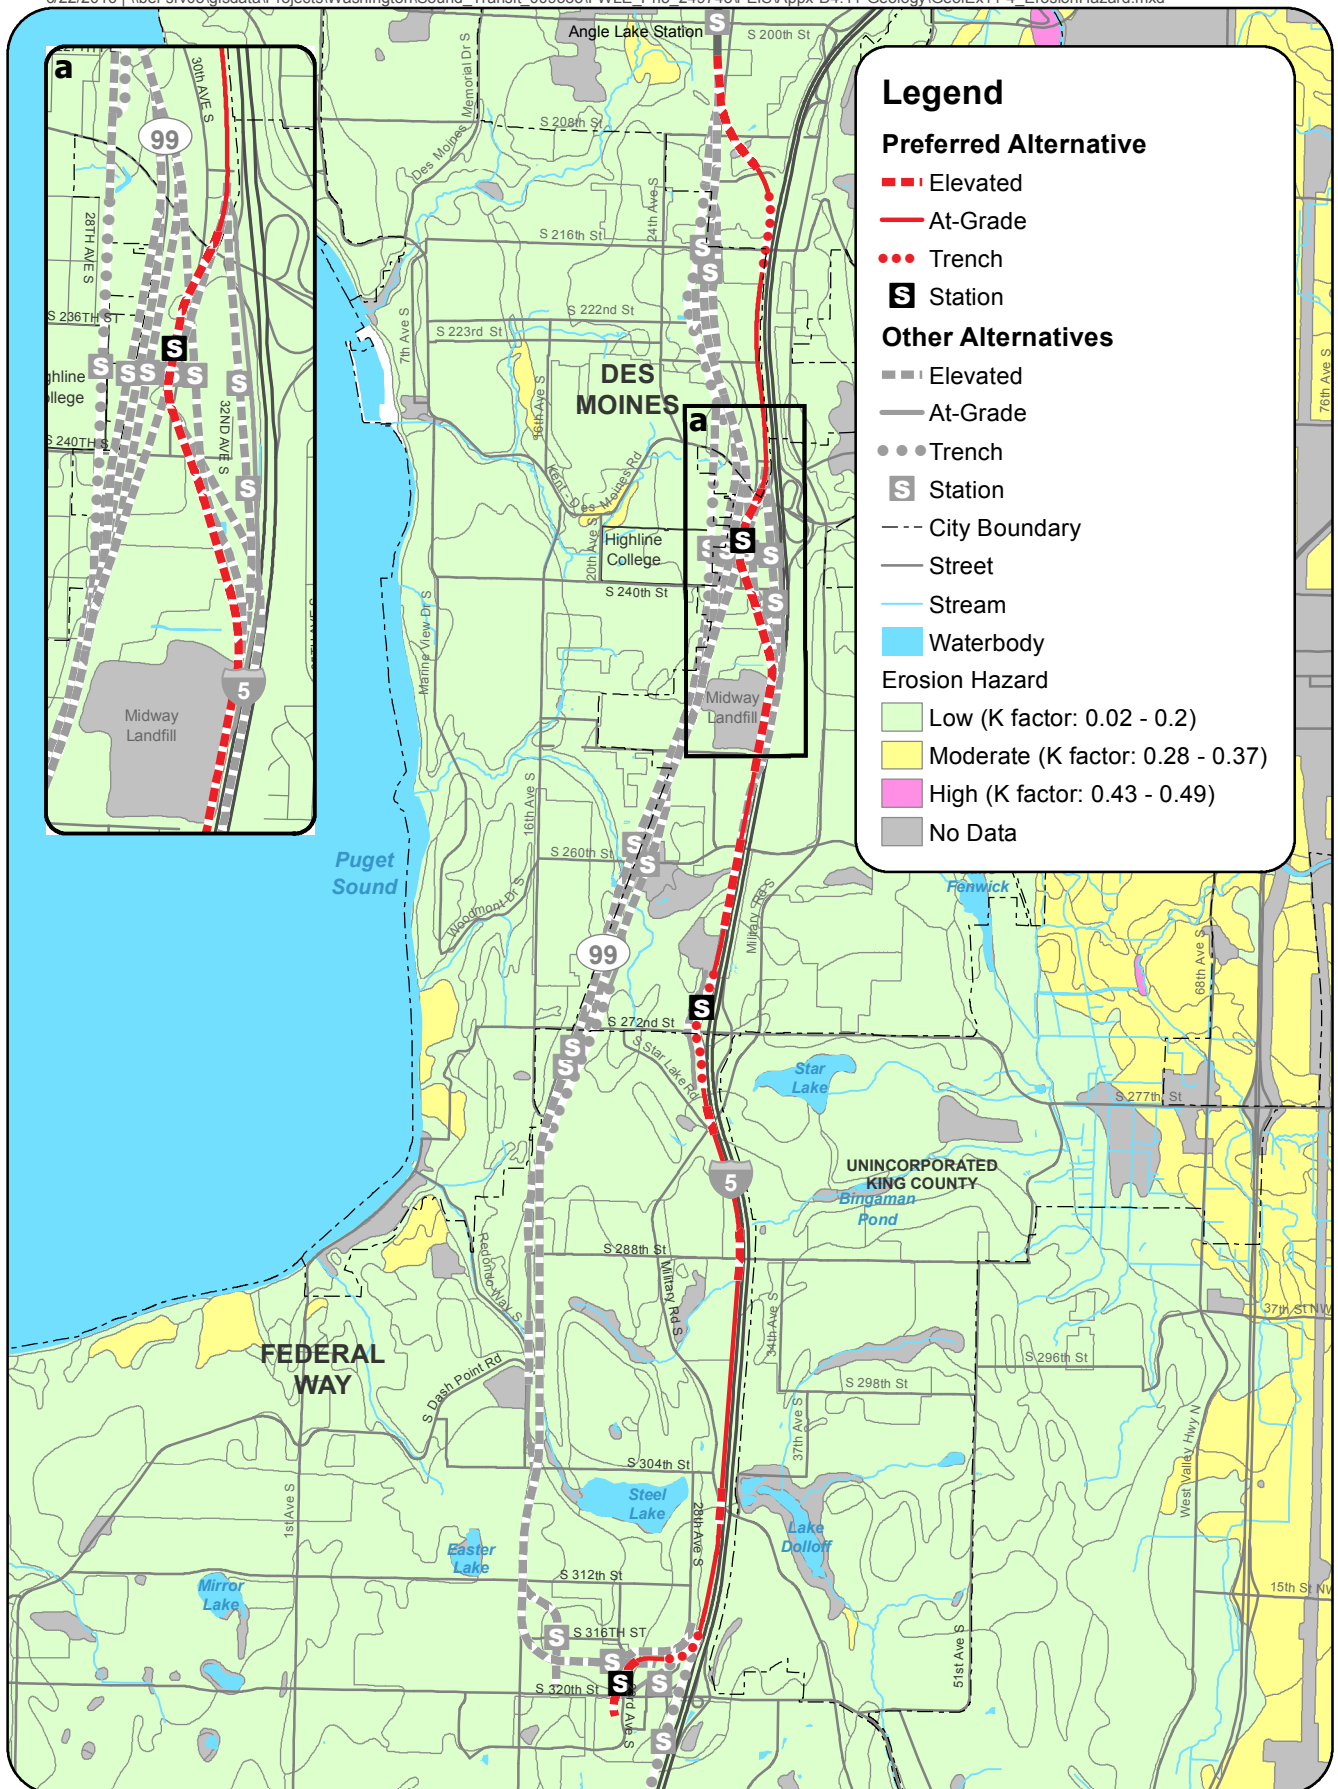 Angle Lake Station
S 200th St
a
30th AVE S
99
28TH AVE S
S 236TH ST
S
S
S
S
S
S
S
ghline
llege
S 240TH S
32ND AVE S
5
Midway
Landfill
Legend
Preferred Alternative
Elevated
At-Grade
Trench
S Station
Other Alternatives
Elevated
At-Grade
Trench
S Station
City Boundary
Street
Stream
Waterbody
Erosion Hazard
Low (K factor: 0.02 - 0.2)
Moderate (K factor: 0.28 - 0.37)
High (K factor: 0.43 - 0.49)
No Data
S
Des Moines Memorial Dr S
S 208th St
24th Ave S
S 216th St
S
S
7th Ave S
S 222nd St
S 223rd St
76th Ave S
DES
MOINES
16th Ave S
a
Kent - Des Moines Rd
20th Ave S
Highline
College
S
S
S
S
S 240th St
Marine View Dr S
Midway
Landfill
16th Ave S
Puget
Sound
S 260th St
S
S
Woodmont Dr S
Military Rd S
Fenwick
99
68th Ave S
S
S 272nd St
S
S
S Star Lake Rd
Star
Lake
S 277th St
UNINCORPORATED
KING COUNTY
5
Bingaman
Pond
Redondo Way S
S 288th St
Military Rd S
34th Ave S
37th St NW
FEDERAL
WAY
S Dash Point Rd
S 296th St
S 298th St
37th Ave S
West Valley Hwy N
S 304th St
Steel
Lake
28th Ave S
Lake
Dolloff
1st Ave S
Easter
Lake
S 312th St
Mirror
Lake
15th St NW
S 316TH ST
S
S
S
S
S 320th St
51st Ave S
S